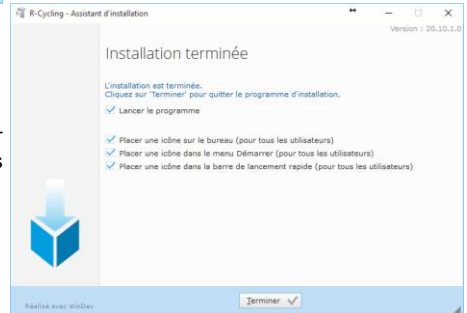 R-Cycling - Assistant d'installation
Version : 20.10.1.0
Installation terminée
L'installation est terminée.
Cliquez sur 'Terminer' pour quitter le programme d'installation.
Lancer le programme
Placer une icône sur le bureau (pour tous les utilisateurs)
Placer une icône dans le menu Démarrer (pour tous les utilisateurs)
Placer une icône dans la barre de lancement rapide (pour tous les utilisateurs)
Réalisé avec WinDev
Terminer